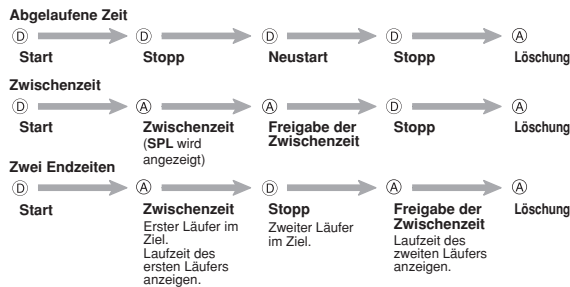 Abgelaufene Zeit
D D D D A
Start Stopp Neustart Stopp Löschung
Zwischenzeit
D A A D A
Start Zwischenzeit Freigabe der Stopp Löschung
(SPL wird Zwischenzeit
angezeigt)
Zwei Endzeiten
D A D A A
Start Zwischenzeit Stopp Freigabe der Löschung
Erster Läufer im Zweiter Läufer Zwischenzeit
Ziel. im Ziel. Laufzeit des
Laufzeit des zweiten Läufers
ersten Läufers anzeigen.
anzeigen.